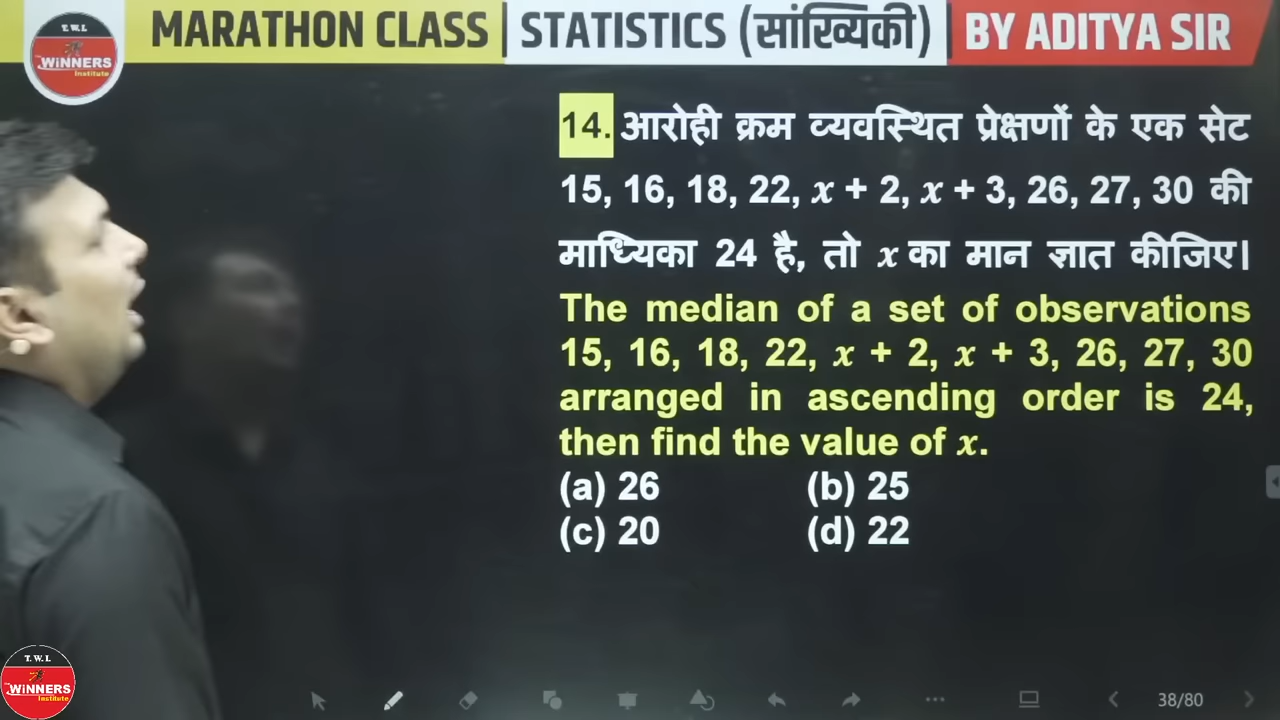 MARATHON CLASS STATISTICS (सांख्यिकी) BY ADITYA SIR
T.W.I.
WiNNERS
Institute
14. आरोही क्रम व्यवस्थित प्रेक्षणों के एक सेट
15, 16, 18, 22, x + 2, x + 3, 26, 27, 30 की
माध्यिका 24 है, तो x का मान ज्ञात कीजिए।
The median of a set of observations
15, 16, 18, 22, x + 2, x + 3, 26, 27, 30
arranged in ascending order is 24,
then find the value of x.
(a) 26 (b) 25
(c) 20 (d) 22
T.W.I.
WiNNERS
Institute
38/80